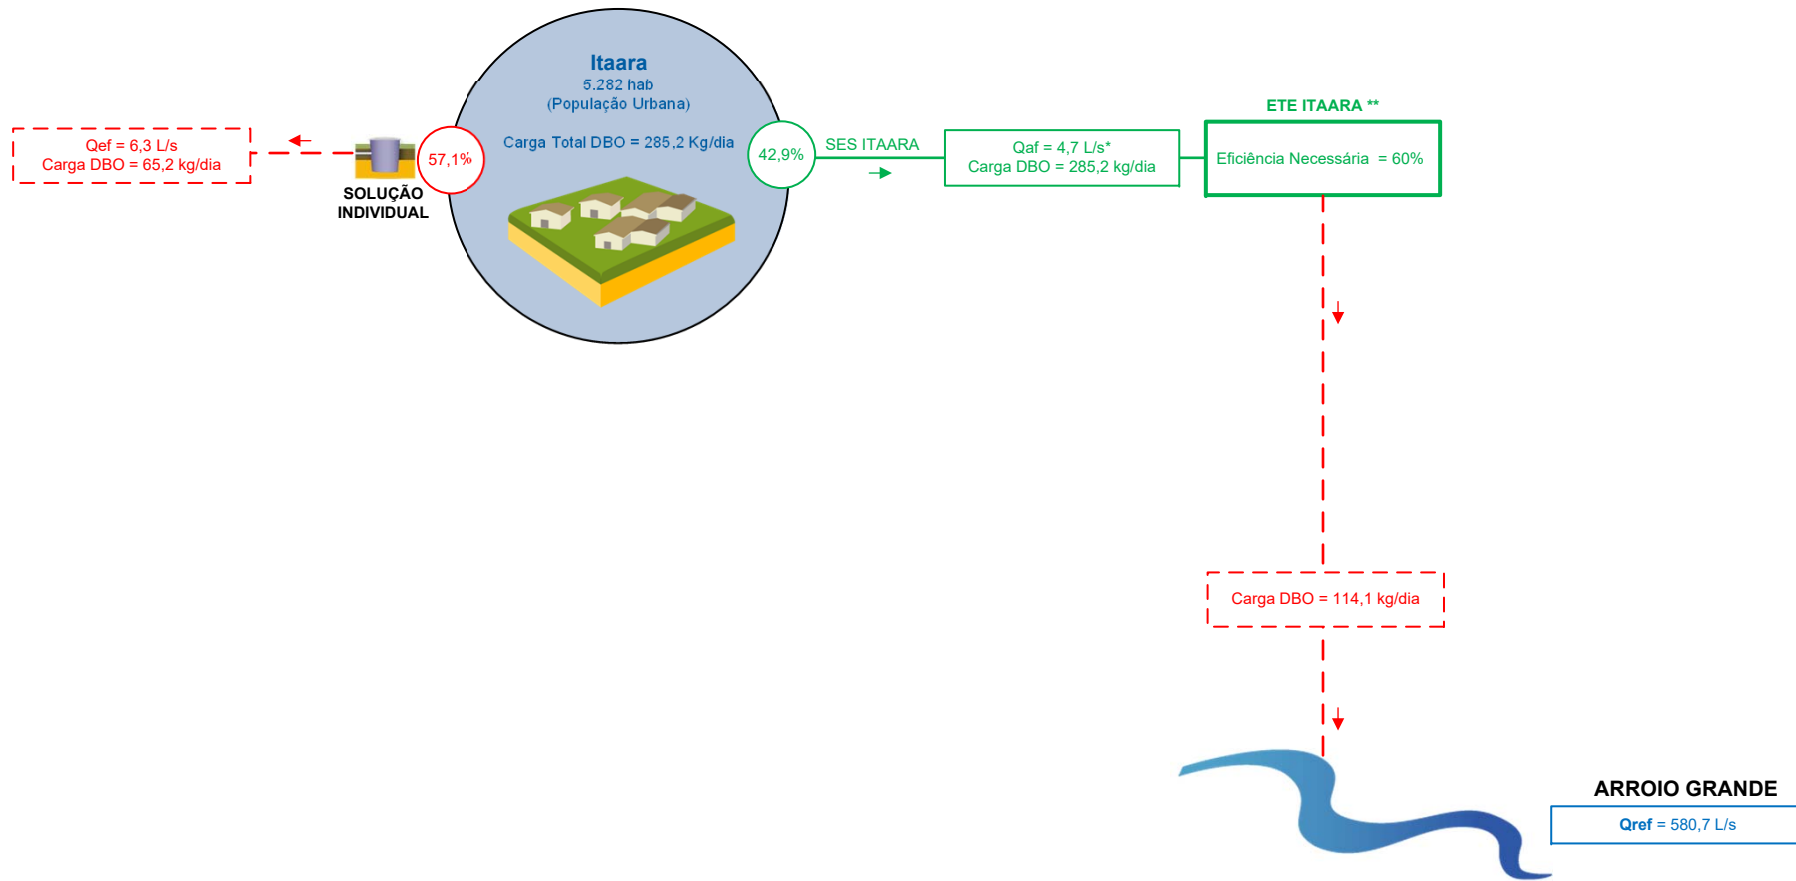 Itaara
5.282 hab
(População Urbana)
Carga Total DBO = 285,2 Kg/dia
Qef = 6,3 L/s
Carga DBO = 65,2 kg/dia
SOLUÇÃO
INDIVIDUAL
57,1%
42,9%
SES ITAARA
Qaf = 4,7 L/s*
Carga DBO = 285,2 kg/dia
ETE ITAARA **
Eficiência Necessária = 60%
Carga DBO = 114,1 kg/dia
ARROIO GRANDE
Qref = 580,7 L/s